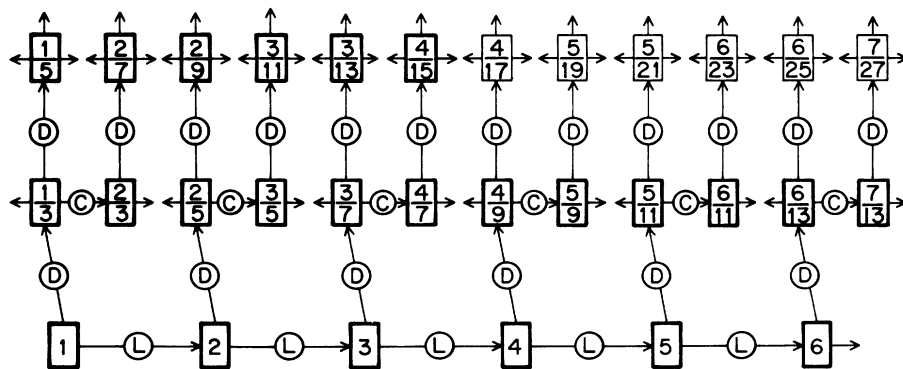 1/5 2/7 2/9 3/11 3/13 4/15 4/17 5/19 5/21 6/23 6/25 7/27
D D D D D D D D D D D D
1/3 C 2/3 2/5 C 3/5 3/7 C 4/7 4/9 C 5/9 5/11 C 6/11 6/13 C 7/13
D D D D D D
1 L 2 L 3 L 4 L 5 L 6